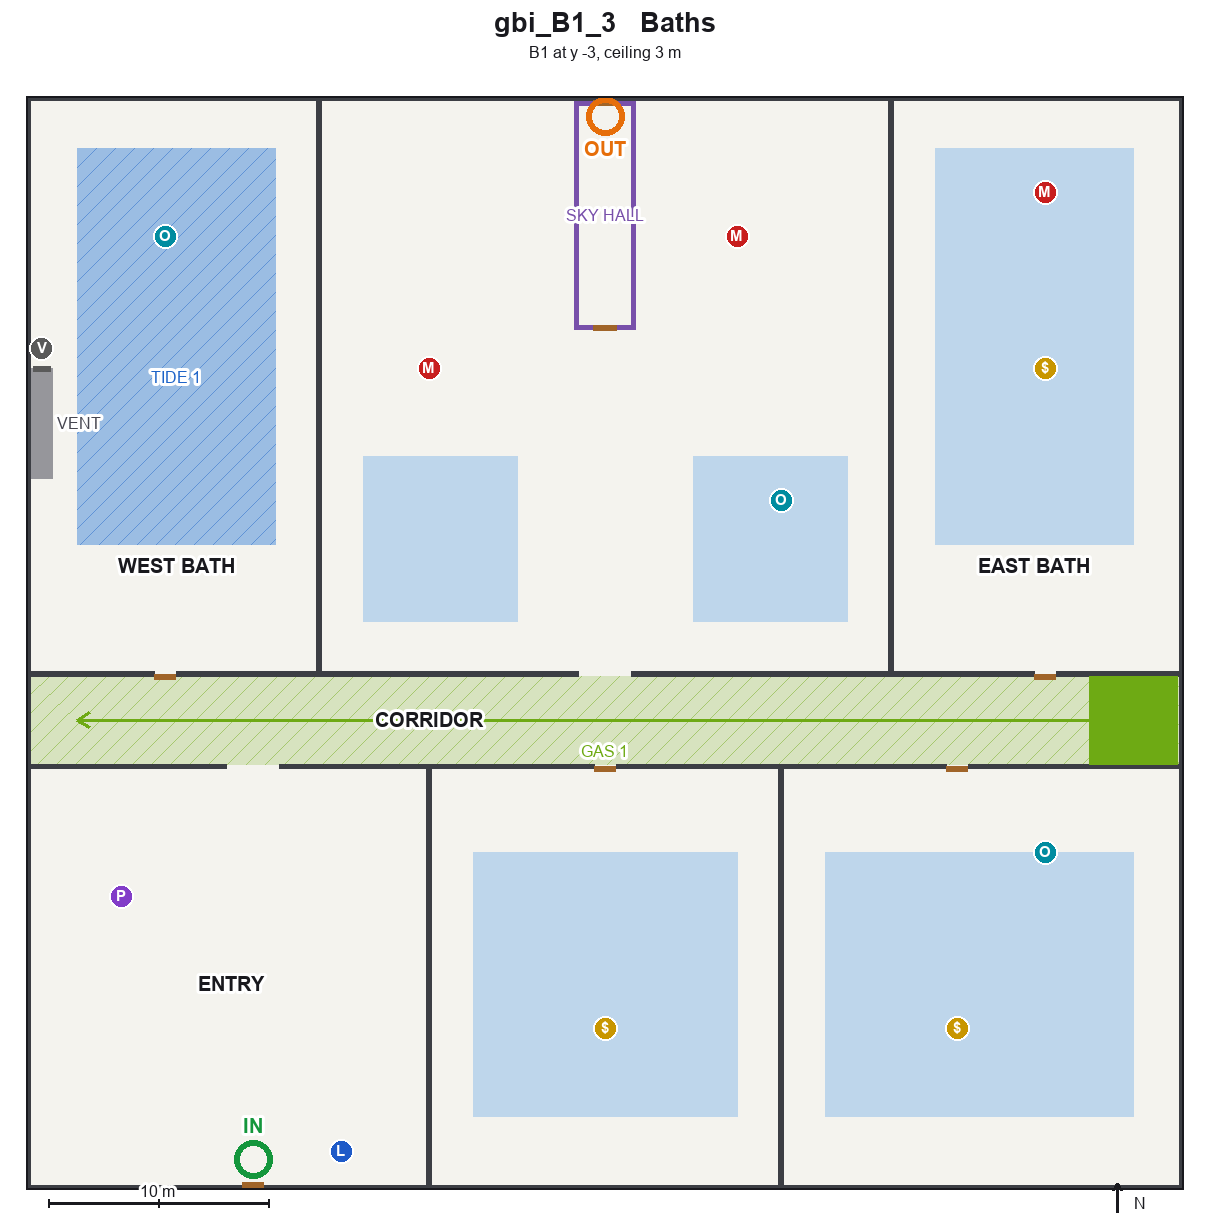 gbi_B1_3 Baths
B1 at y -3, ceiling 3 m
OUT
SKY HALL
M
O
M
V
TIDE 1
M
$
VENT
O
WEST BATH
EAST BATH
CORRIDOR
GAS 1
O
P
ENTRY
$
$
IN
L
10 m
N